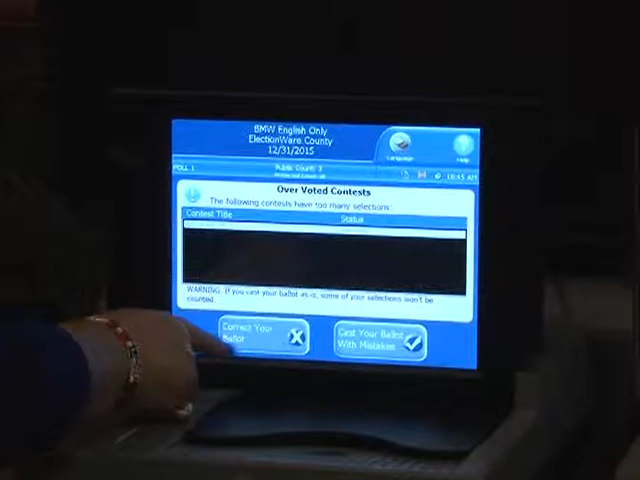 BMW English Only
ElectionWare County
12/31/2015
Language
Help
POLL 1
Public Count: 3
10:45 AM
Over Voted Contests
The following contests have too many selections:
Contest Title
Status
WARNING: If you cast your ballot as-is, some of your selections won't be
counted.
Correct Your
Ballot
Cast Your Ballot
With Mistakes